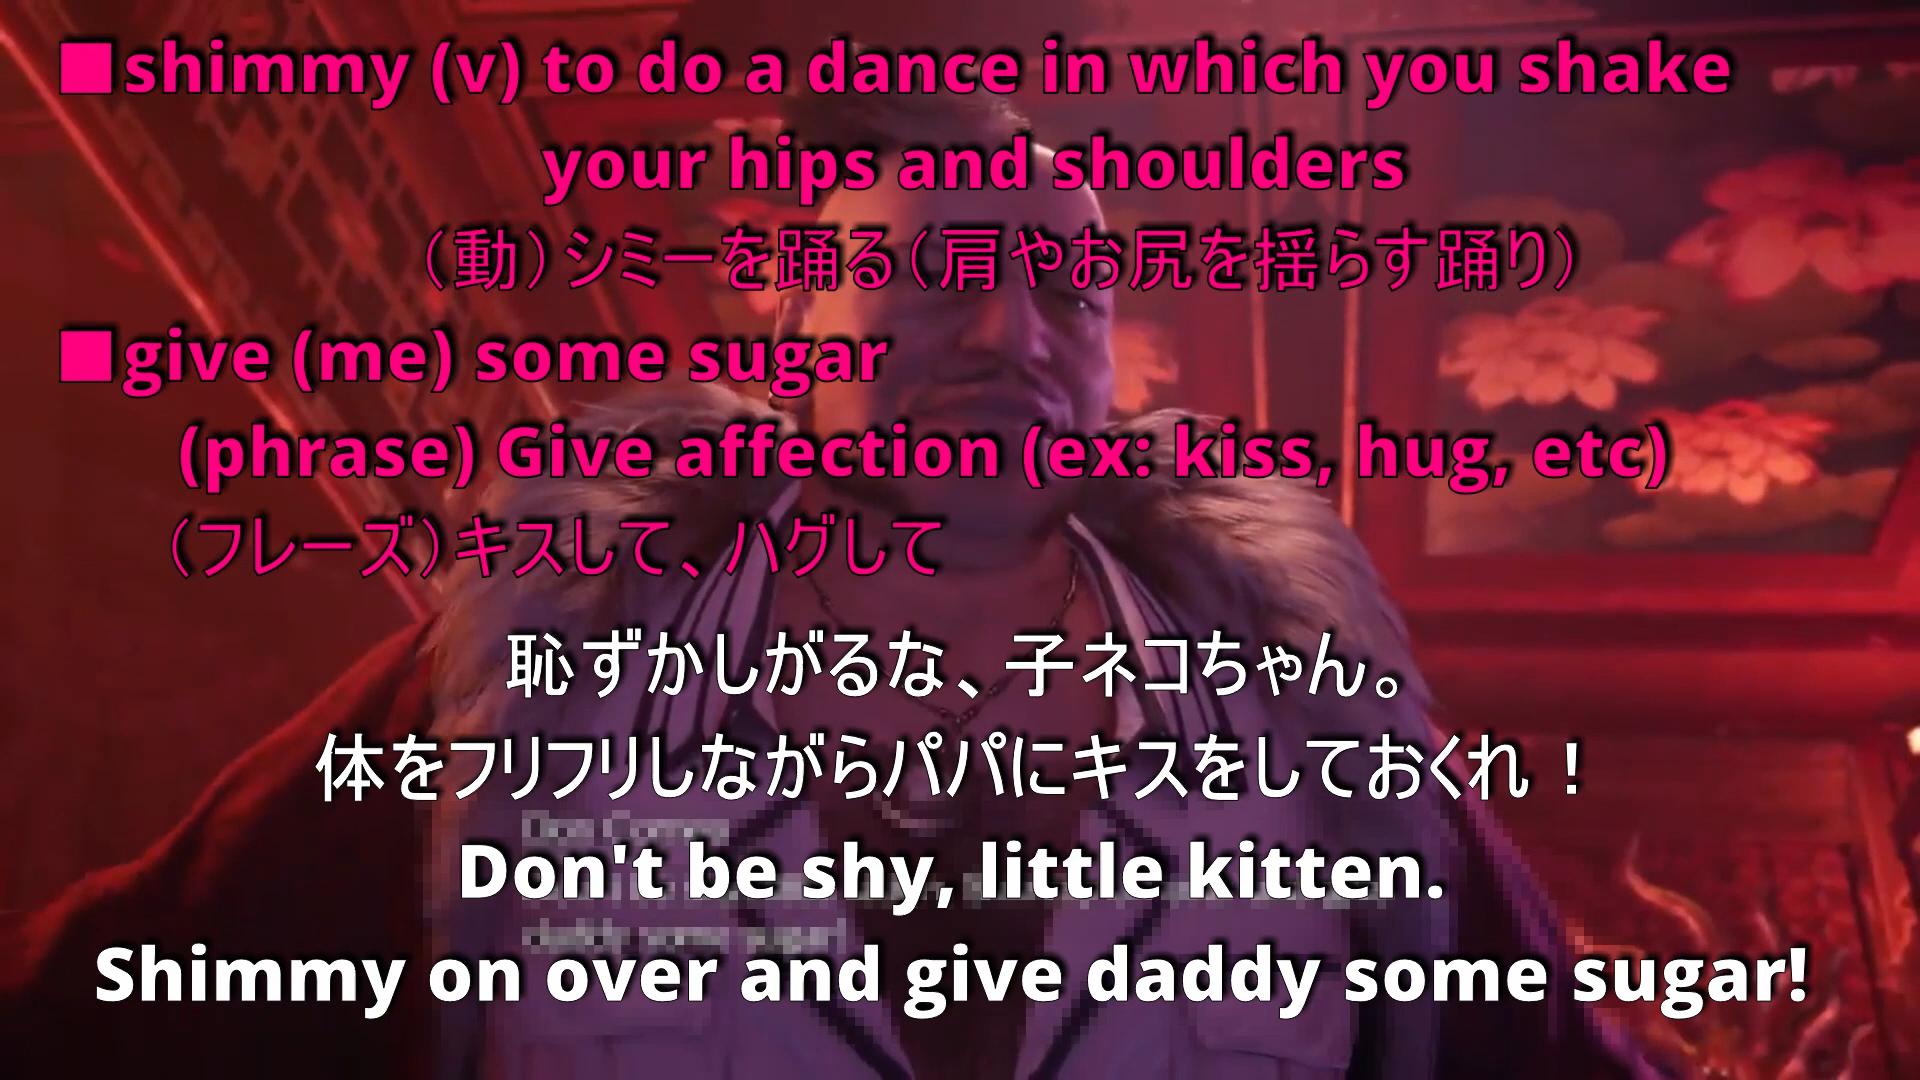 ■shimmy (v) to do a dance in which you shake
your hips and shoulders
（動）シミーを踊る（肩やお尻を揺らす踊り）
■give (me) some sugar
(phrase) Give affection (ex: kiss, hug, etc)
（フレーズ）キスして、ハグして
恥ずかしがるな、子ネコちゃん。
体をフリフリしながらパパにキスをしておくれ！
Don't be shy, little kitten.
daddy some sugar!
Shimmy on over and give daddy some sugar!